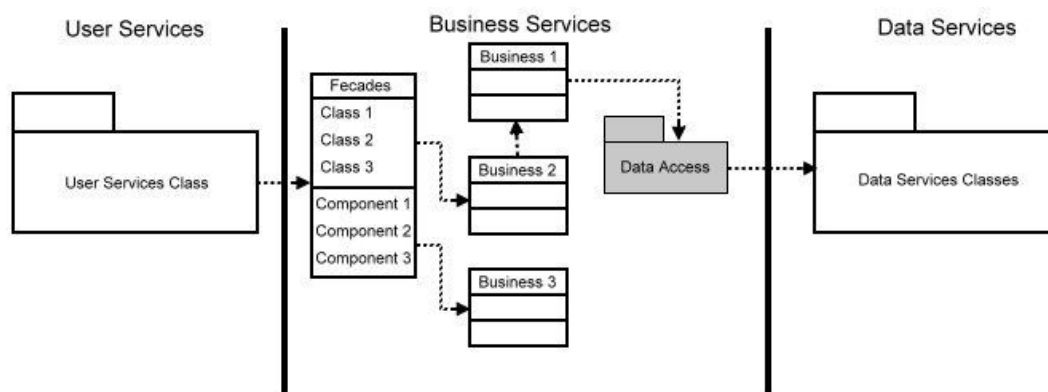 User Services
Business Services
Data Services
User Services Class
Fecades
Class 1
Class 2
Class 3
Component 1
Component 2
Component 3
Business 1
Business 2
Business 3
Data Access
Data Services Classes